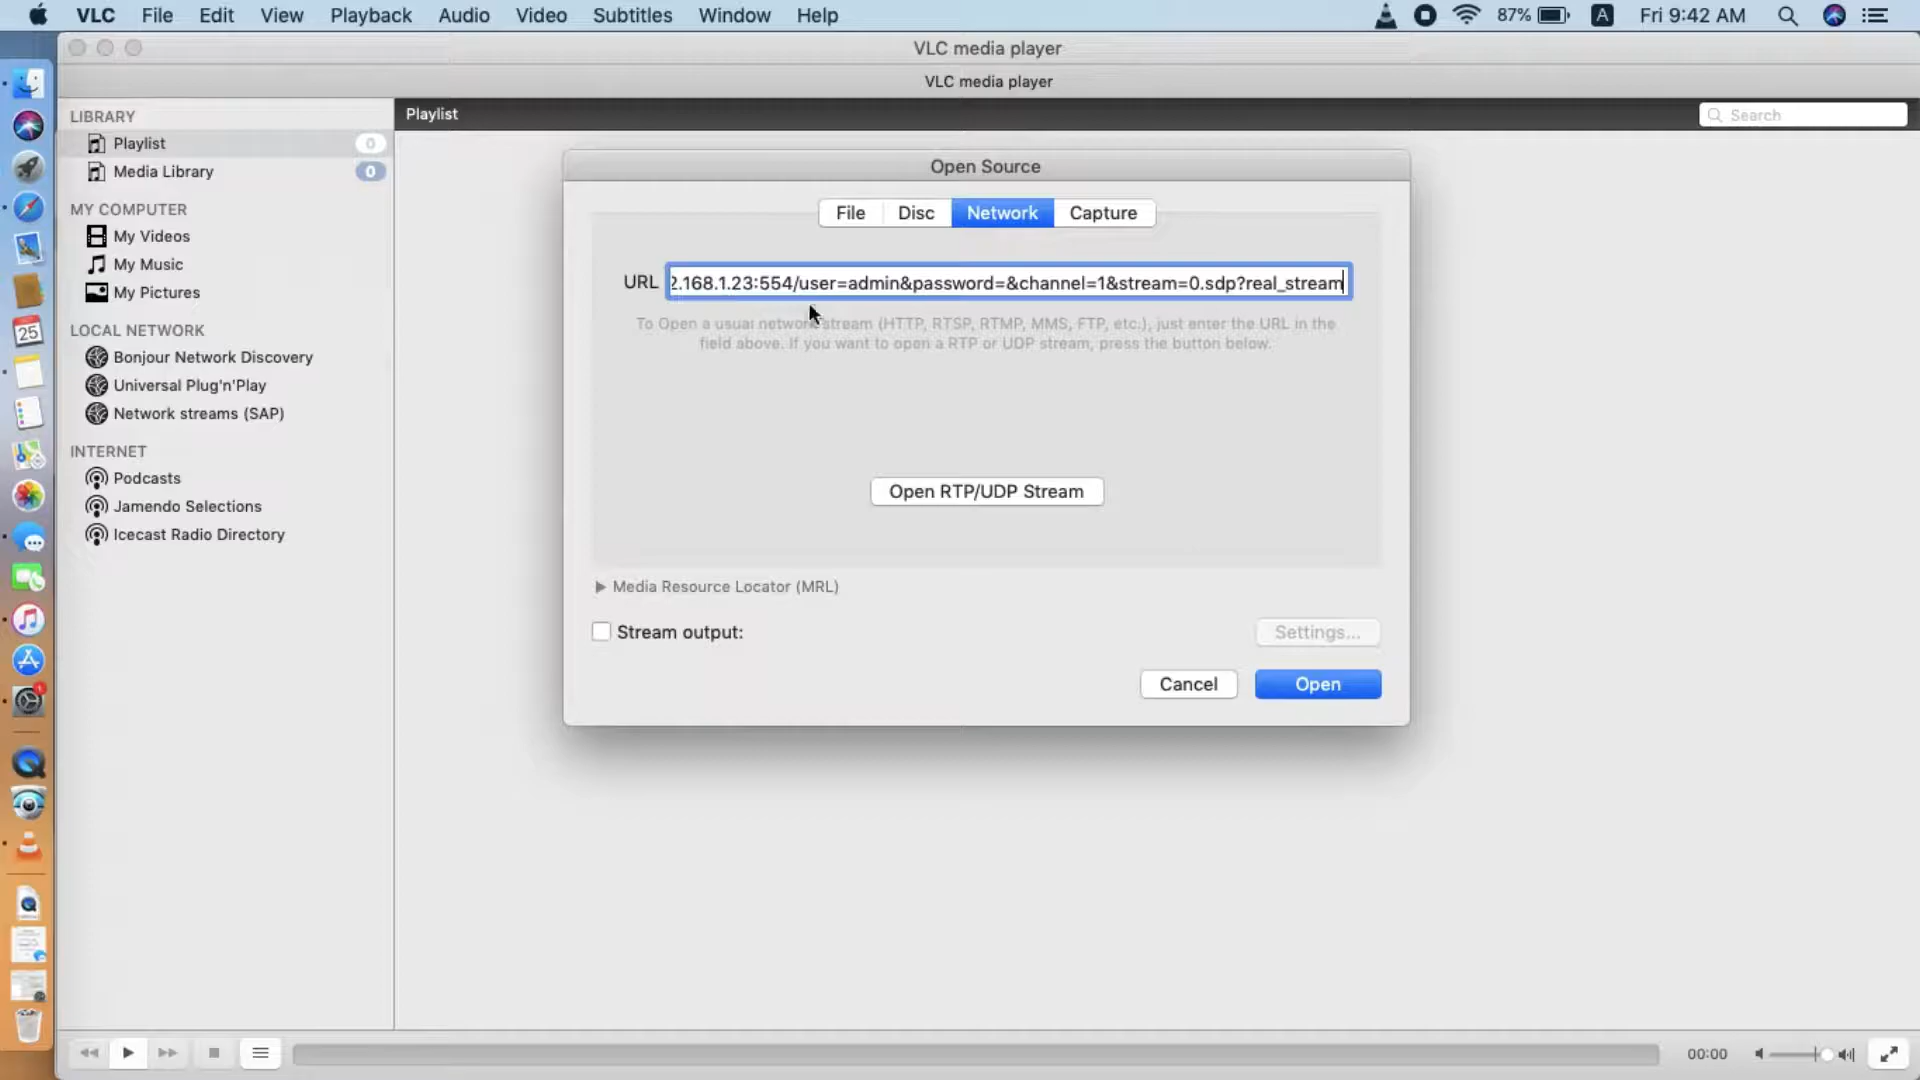 VLC File Edit View Playback Audio Video Subtitles Window Help 87% A Fri 9:42 AM
VLC media player
VLC media player
LIBRARY
Playlist 0
Media Library 0
MY COMPUTER
My Videos
My Music
My Pictures
LOCAL NETWORK
Bonjour Network Discovery
Universal Plug'n'Play
Network streams (SAP)
INTERNET
Podcasts
Jamendo Selections
Icecast Radio Directory
Playlist
Search
Open Source
File Disc Network Capture
URL 2.168.1.23:554/user=admin&password=&channel=1&stream=0.sdp?real_stream
To Open a usual network stream (HTTP, RTSP, RTMP, MMS, FTP, etc.), just enter the URL in the
field above. If you want to open a RTP or UDP stream, press the button below.
Open RTP/UDP Stream
Media Resource Locator (MRL)
Stream output:
Settings...
Cancel Open
25
1
00:00